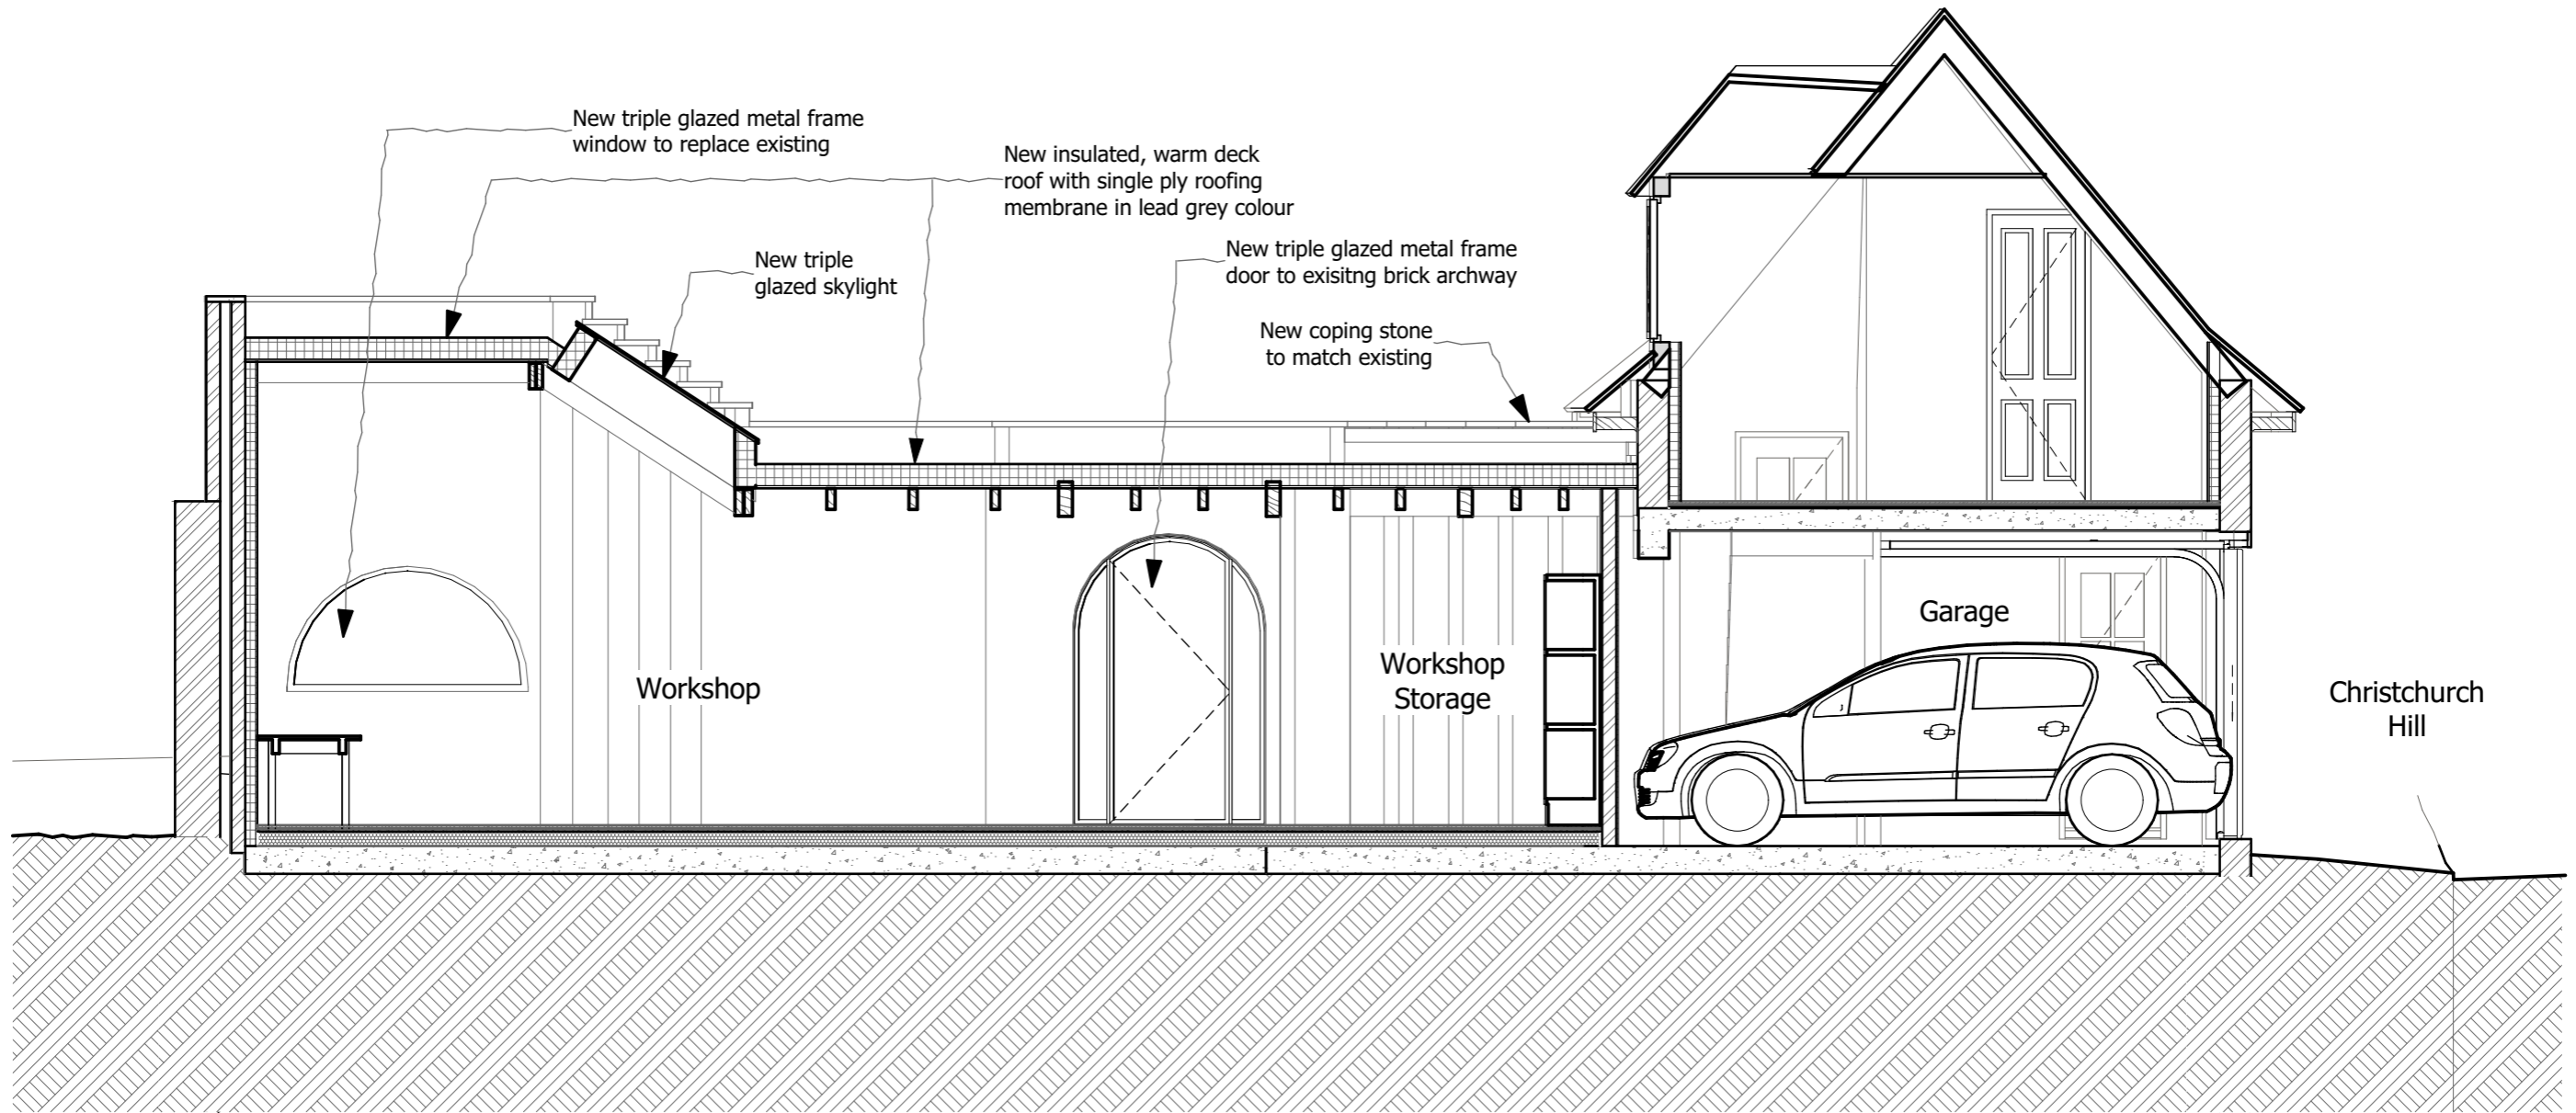 New triple glazed metal frame
window to replace existing
New insulated, warm deck
roof with single ply roofing
membrane in lead grey colour
New triple
glazed skylight
New triple glazed metal frame
door to exisitng brick archway
New coping stone
to match existing
Workshop
Workshop
Storage
Garage
Christchurch
Hill